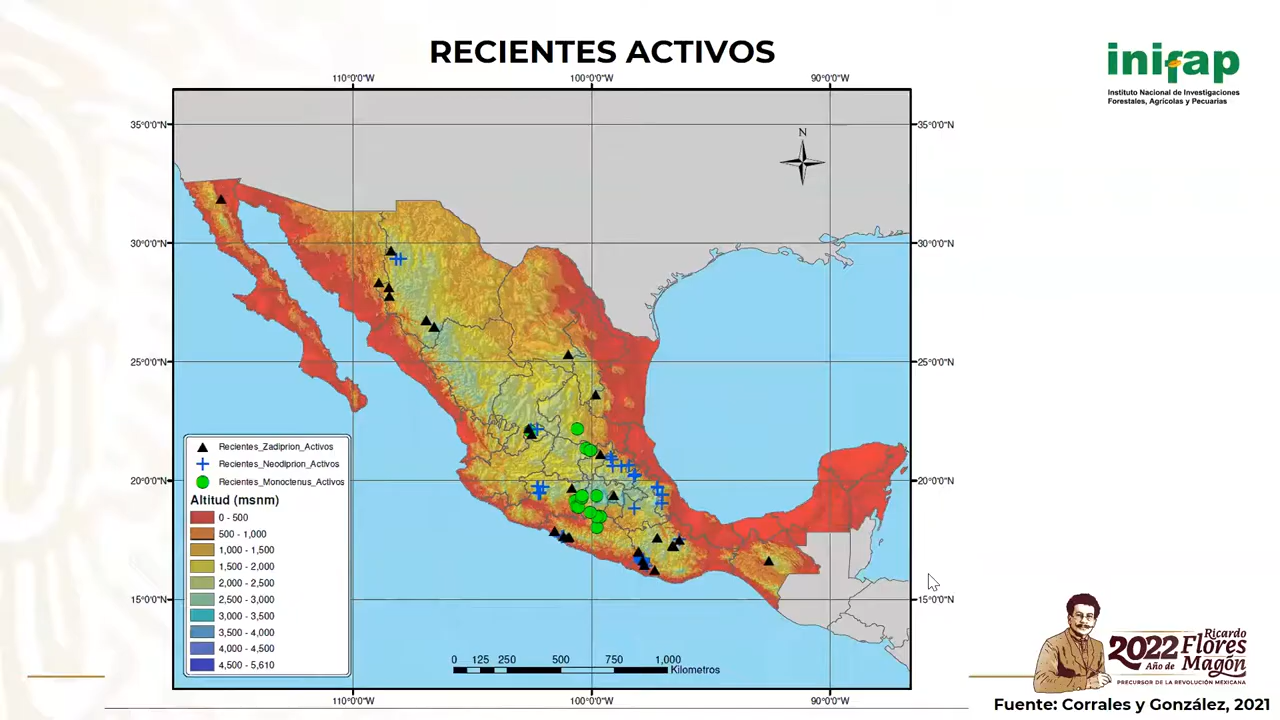 RECIENTES ACTIVOS
inifap
Instituto Nacional de Investigaciones
Forestales, Agrícolas y Pecuarias
110°0'0"W 100°0'0"W 90°0'0"W
35°0'0"N 35°0'0"N
N
30°0'0"N 30°0'0"N
25°0'0"N 25°0'0"N
20°0'0"N 20°0'0"N
15°0'0"N 15°0'0"N
Recientes_Zadiprion_Activos
Recientes_Neodiprion_Activos
Recientes_Monoctenus_Activos
Altitud (msnm)
0 - 500
500 - 1,000
1,000 - 1,500
1,500 - 2,000
2,000 - 2,500
2,500 - 3,000
3,000 - 3,500
3,500 - 4,000
4,000 - 4,500
4,500 - 5,610
0 125 250 500 750 1,000
Kilometros
110°0'0"W 100°0'0"W 90°0'0"W
2022 Ricardo
Flores
Año de Magón
PRECURSOR DE LA REVOLUCIÓN MEXICANA
Fuente: Corrales y González, 2021